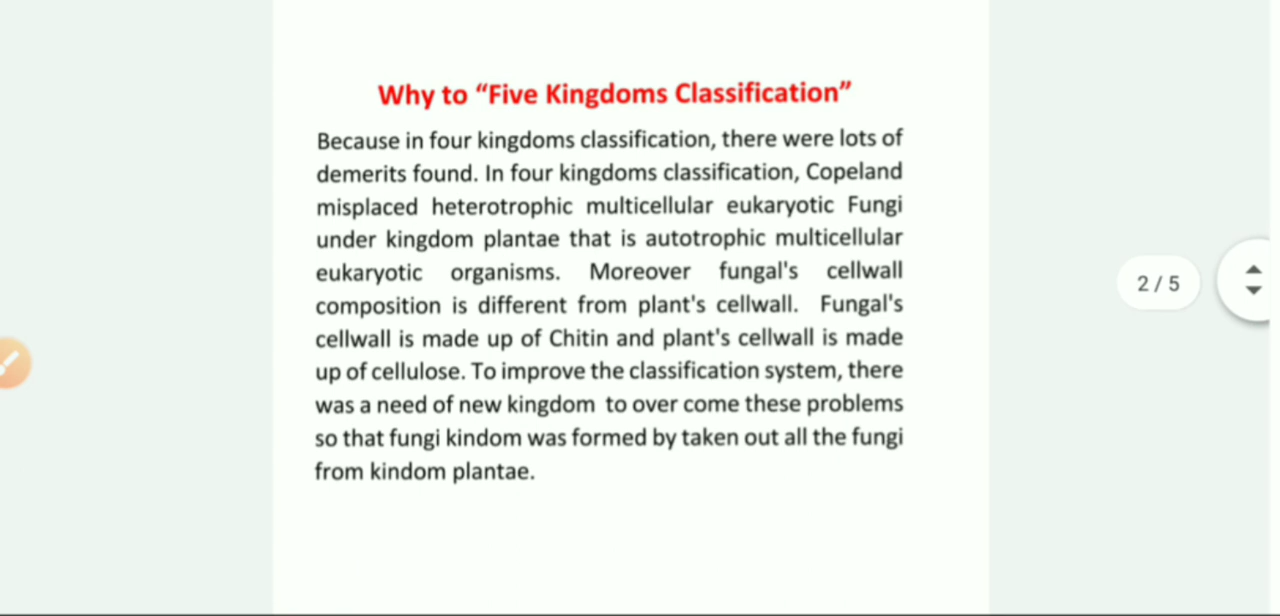 Why to “Five Kingdoms Classification”
Because in four kingdoms classification, there were lots of
demerits found. In four kingdoms classification, Copeland
misplaced heterotrophic multicellular eukaryotic Fungi
under kingdom plantae that is autotrophic multicellular
eukaryotic organisms. Moreover fungal's cellwall
composition is different from plant's cellwall. Fungal's
cellwall is made up of Chitin and plant's cellwall is made
up of cellulose. To improve the classification system, there
was a need of new kingdom to over come these problems
so that fungi kindom was formed by taken out all the fungi
from kindom plantae.
2 / 5